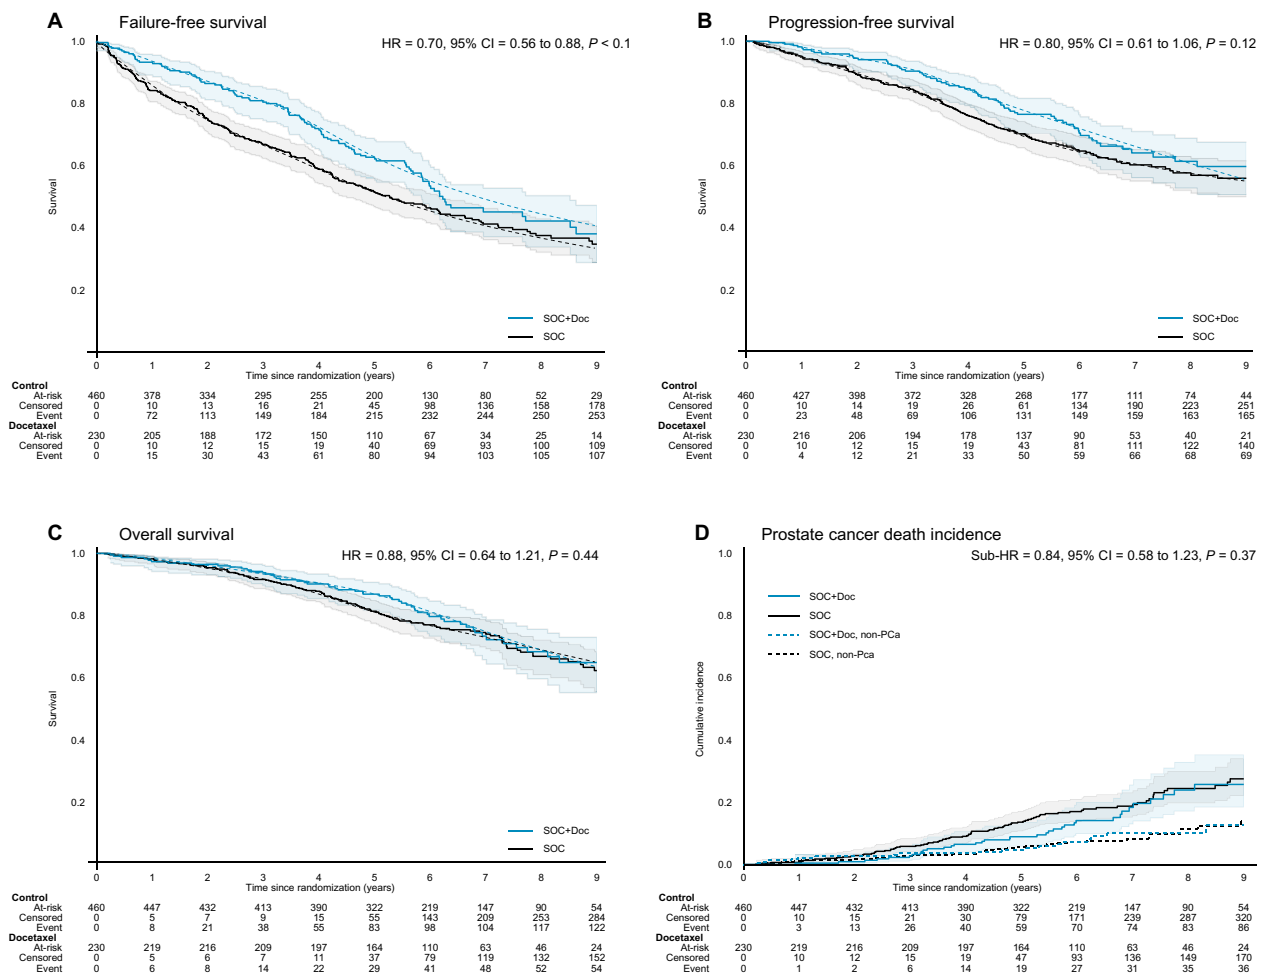 A Failure-free survival
HR = 0.70, 95% CI = 0.56 to 0.88, P < 0.1
1.0
0.8
0.6
0.4
0.2
Survival
SOC+Doc
SOC
0 1 2 3 4 5 6 7 8 9
Time since randomization (years)
Control
At-risk 460 378 334 295 255 200 130 80 52 29
Censored 0 10 13 16 21 45 98 136 158 178
Event 0 72 113 149 184 215 232 244 250 253
Docetaxel
At-risk 230 205 188 172 150 110 67 34 25 14
Censored 0 10 12 15 19 40 69 93 100 109
Event 0 15 30 43 61 80 94 103 105 107
B Progression-free survival
HR = 0.80, 95% CI = 0.61 to 1.06, P = 0.12
1.0
0.8
0.6
0.4
0.2
Survival
SOC+Doc
SOC
0 1 2 3 4 5 6 7 8 9
Time since randomization (years)
Control
At-risk 460 427 398 372 328 268 177 111 74 44
Censored 0 10 14 19 26 61 134 190 223 251
Event 0 23 48 69 106 131 149 159 163 165
Docetaxel
At-risk 230 216 206 194 178 137 90 53 40 21
Censored 0 10 12 15 19 43 81 111 122 140
Event 0 4 12 21 33 50 59 66 68 69
C Overall survival
HR = 0.88, 95% CI = 0.64 to 1.21, P = 0.44
1.0
0.8
0.6
0.4
0.2
Survival
SOC+Doc
SOC
0 1 2 3 4 5 6 7 8 9
Time since randomization (years)
Control
At-risk 460 447 432 413 390 322 219 147 90 54
Censored 0 5 7 9 15 55 143 209 253 284
Event 0 8 21 38 55 83 98 104 117 122
Docetaxel
At-risk 230 219 216 209 197 164 110 63 46 24
Censored 0 5 6 7 11 37 79 119 132 152
Event 0 6 8 14 22 29 41 48 52 54
D Prostate cancer death incidence
Sub-HR = 0.84, 95% CI = 0.58 to 1.23, P = 0.37
1.0
0.8
0.6
0.4
0.2
0.0
Cumulative incidence
SOC+Doc
SOC
SOC+Doc, non-PCa
SOC, non-Pca
0 1 2 3 4 5 6 7 8 9
Time since randomization (years)
Control
At-risk 460 447 432 413 390 322 219 147 90 54
Censored 0 10 15 21 30 79 171 239 287 320
Event 0 3 13 26 40 59 70 74 83 86
Docetaxel
At-risk 230 219 216 209 197 164 110 63 46 24
Censored 0 10 12 15 19 47 93 136 149 170
Event 0 1 2 6 14 19 27 31 35 36